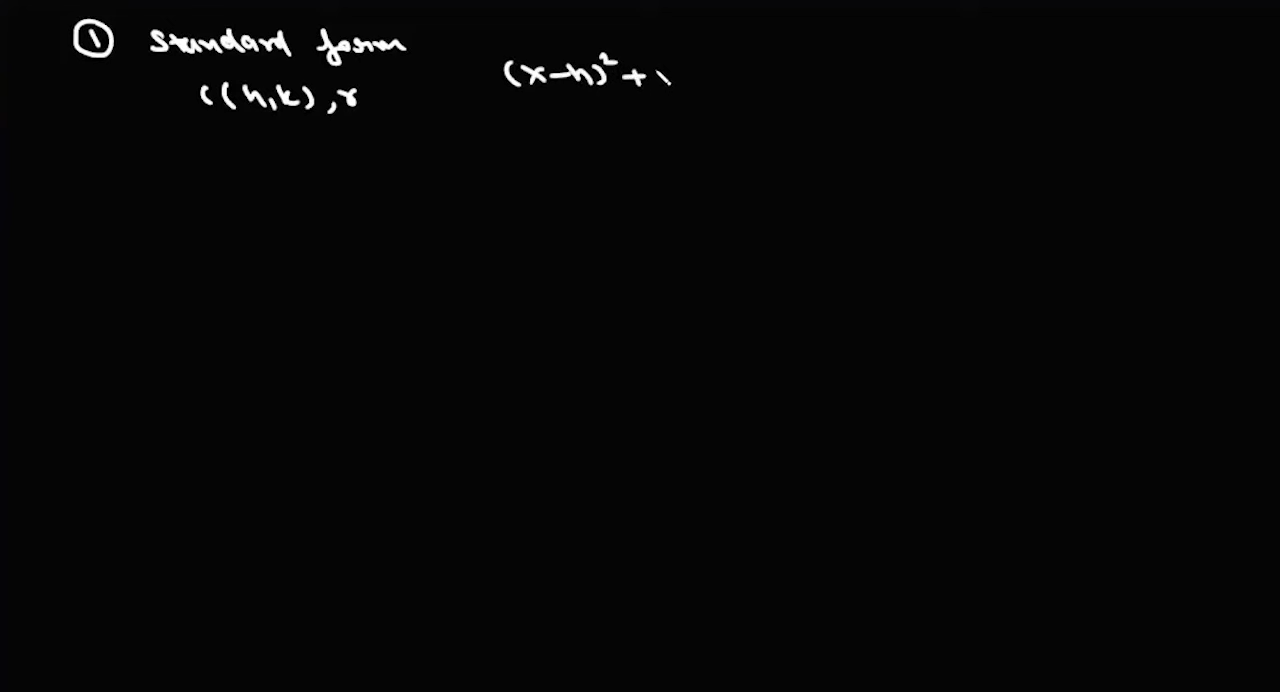 ① Standard form
C(h,k), r
(x-h)² +